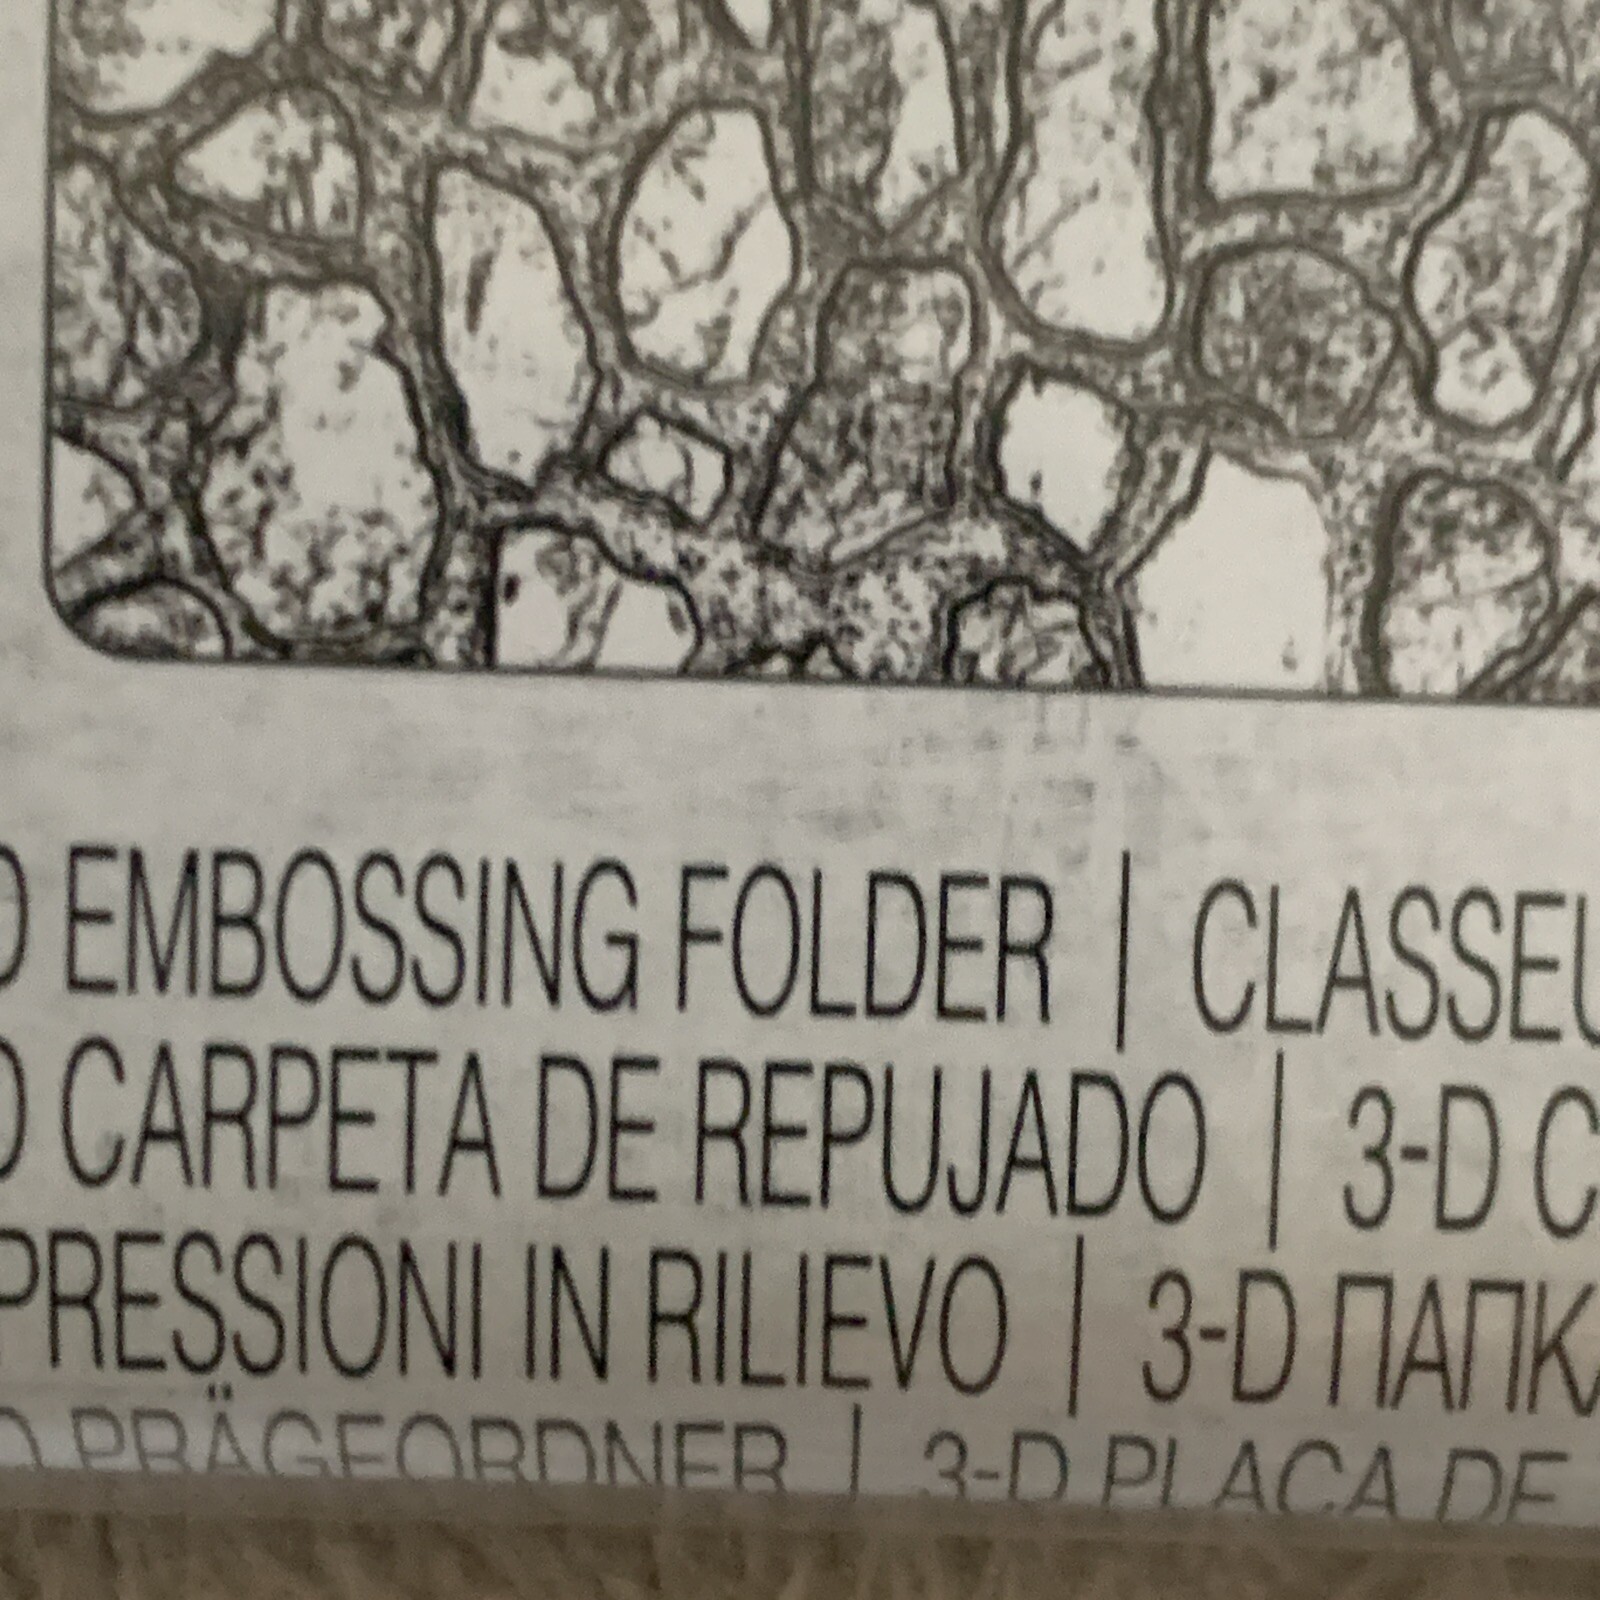 D EMBOSSING FOLDER | CLASSEU
D CARPETA DE REPUJADO | 3-D C
PRESSIONI IN RILIEVO | 3-D ПАПК
D PRÄGEORDNER | 3-D PLACA DE